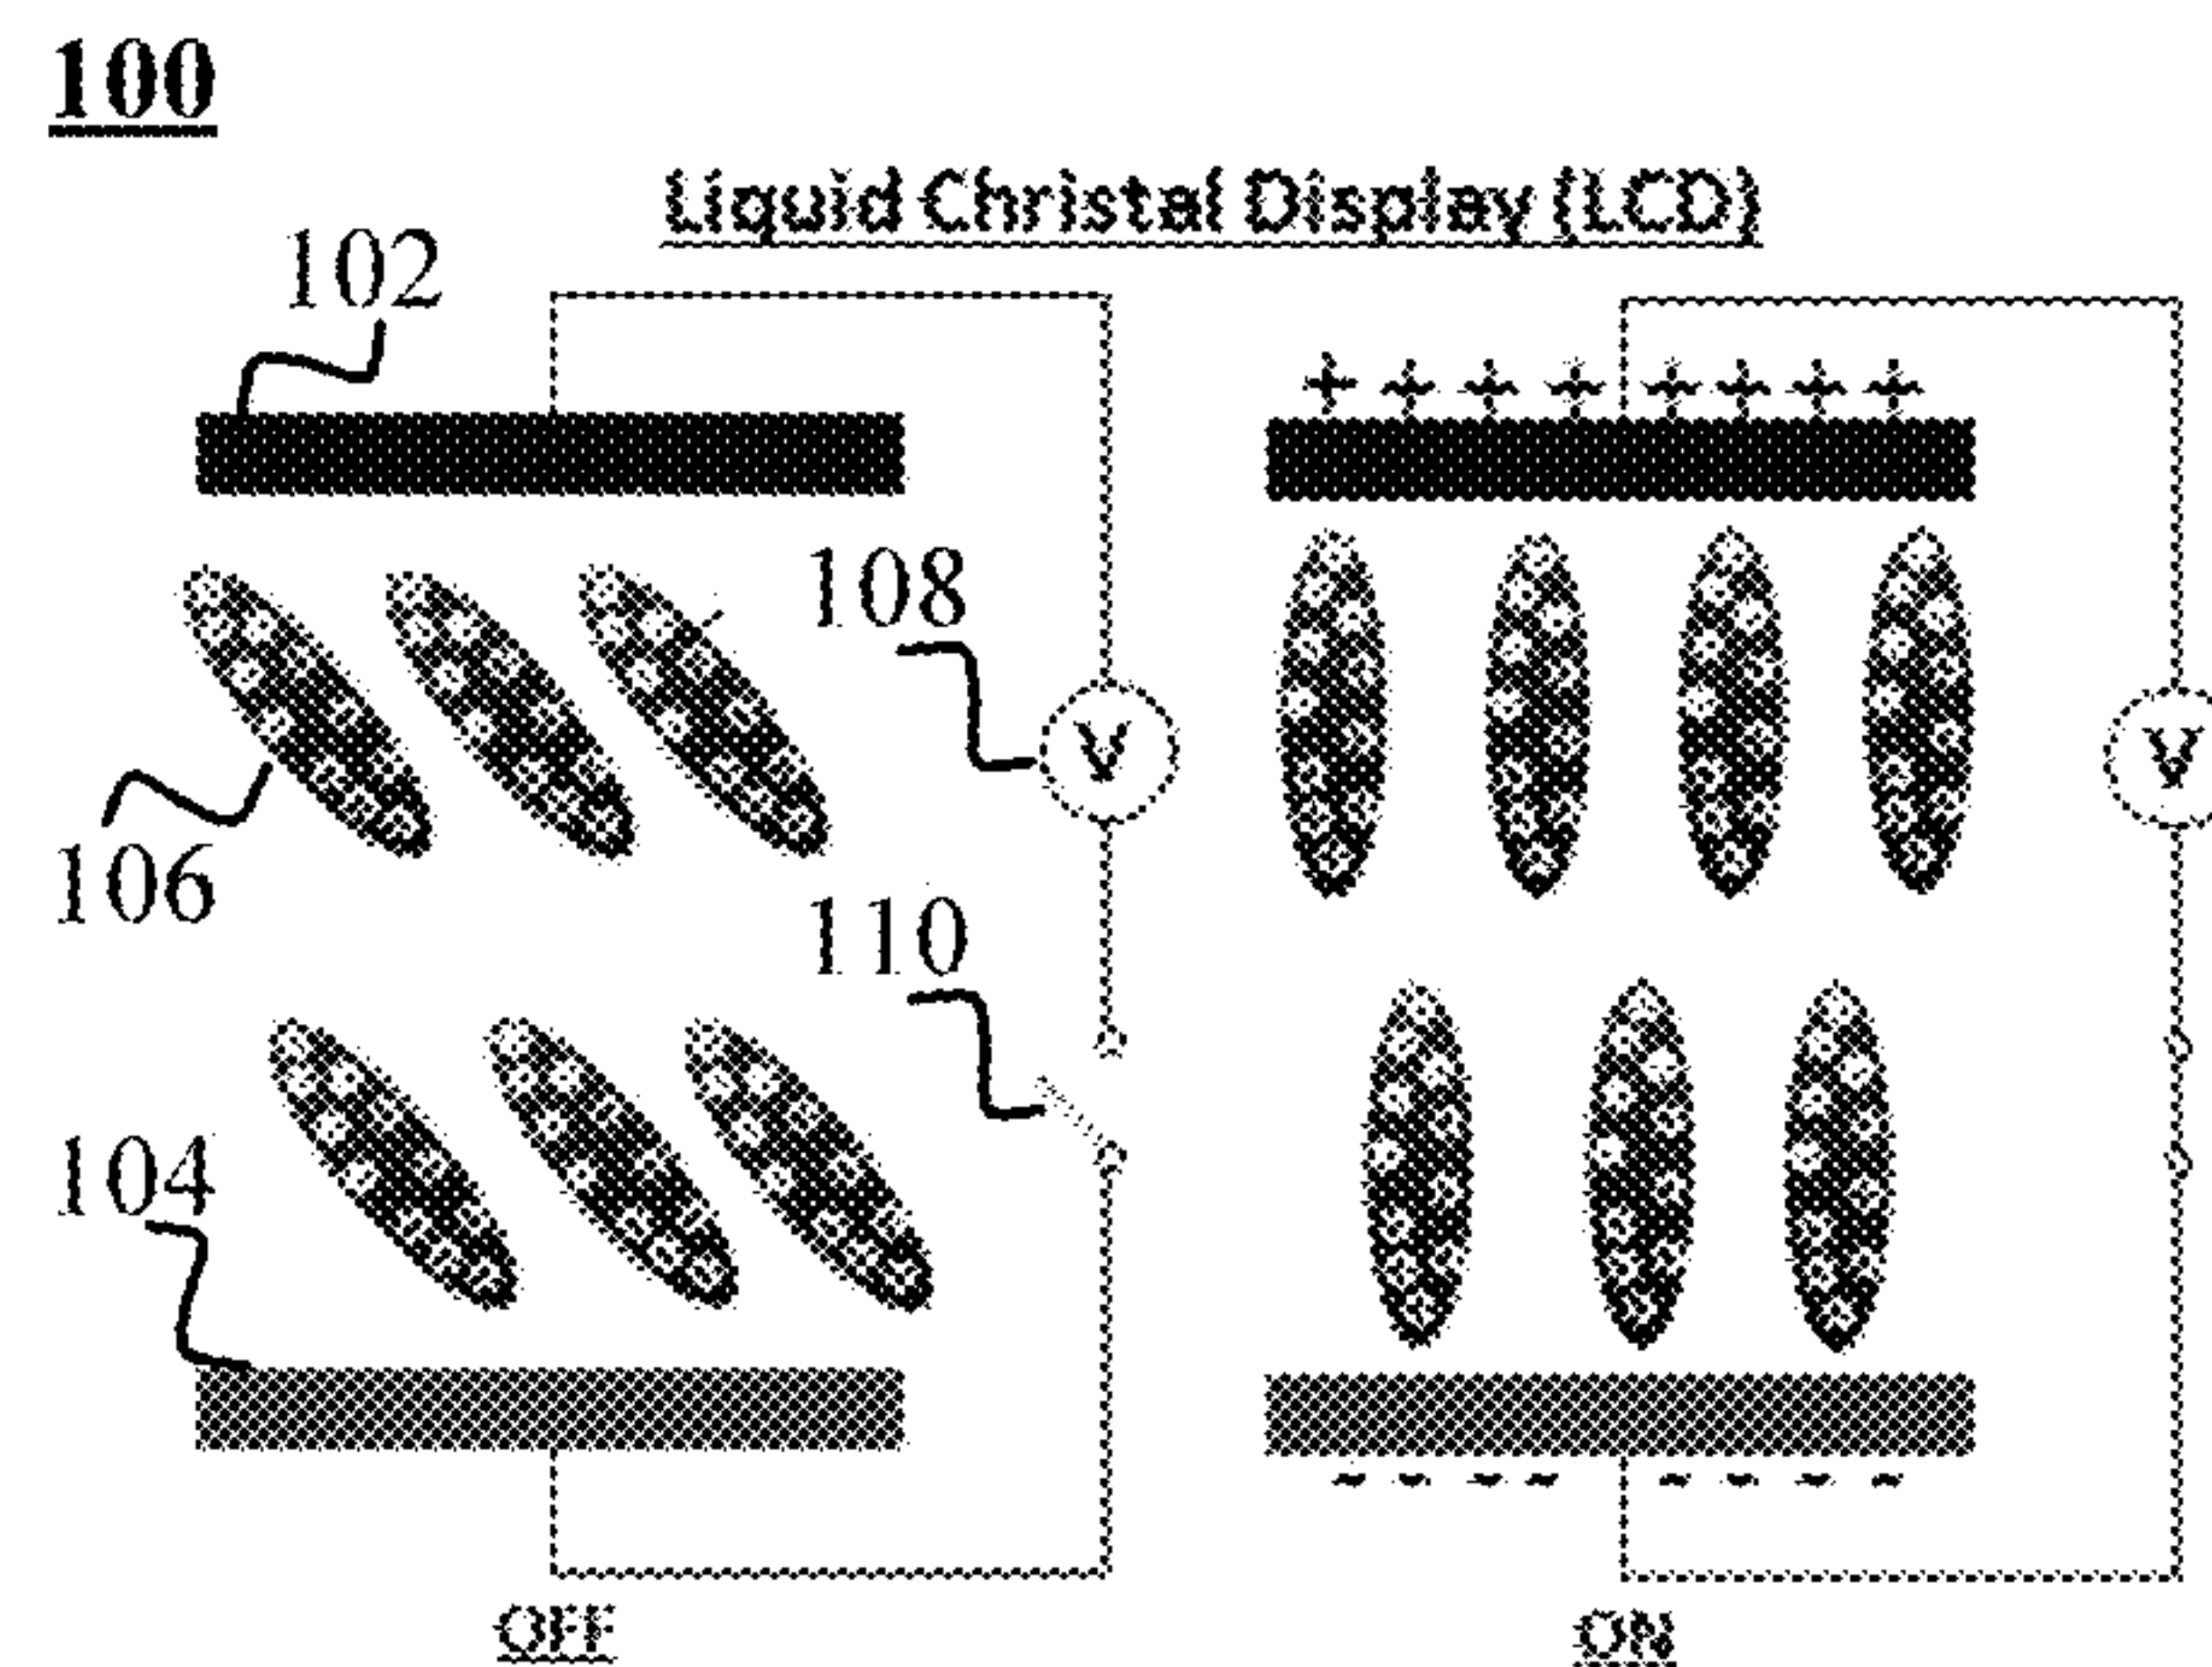 100
Liquid Christal Display (LCD)
102
+ + + + + + + +
108
V
V
106
110
104
- - - - - - - -
OFF
ON